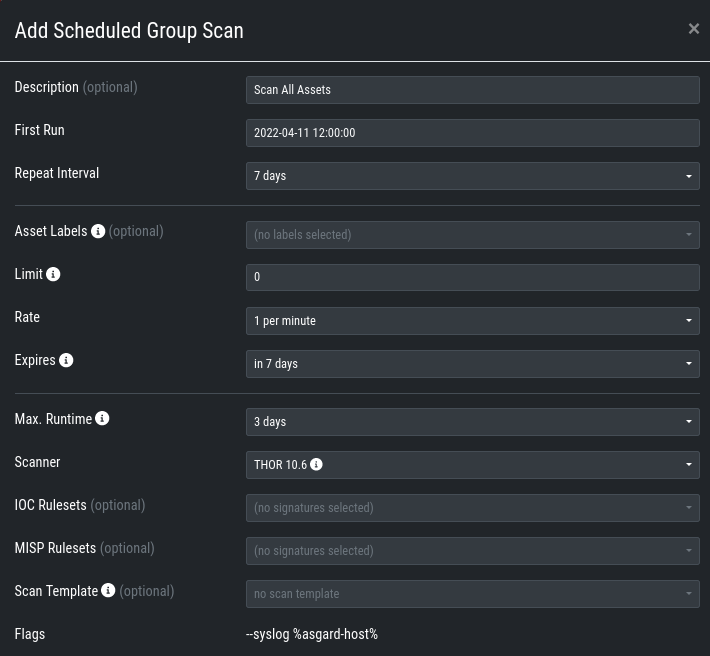 Add Scheduled Group Scan ×
Description (optional) Scan All Assets
First Run 2022-04-11 12:00:00
Repeat Interval 7 days
Asset Labels (optional) (no labels selected)
Limit 0
Rate 1 per minute
Expires in 7 days
Max. Runtime 3 days
Scanner THOR 10.6
IOC Rulesets (optional) (no signatures selected)
MISP Rulesets (optional) (no signatures selected)
Scan Template (optional) no scan template
Flags --syslog %asgard-host%